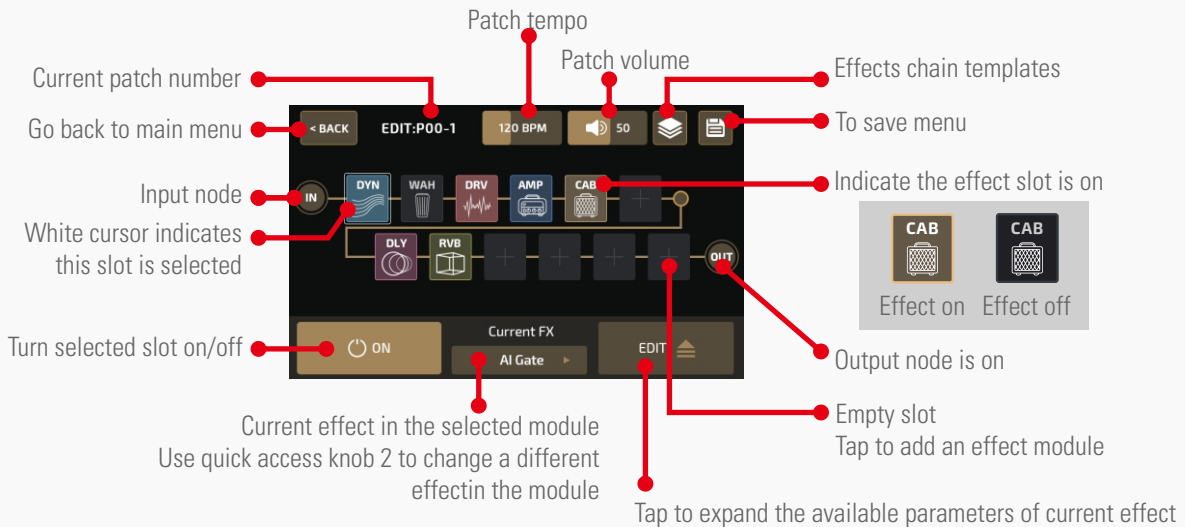 Patch tempo
Patch volume
Current patch number
Effects chain templates
Go back to main menu
< BACK
EDIT:P00-1
120 BPM
50
To save menu
Input node
IN
DYN
WAH
DRV
AMP
CAB
Indicate the effect slot is on
White cursor indicates
this slot is selected
DLY
RVB
OUT
CAB
CAB
Effect on
Effect off
Turn selected slot on/off
ON
Current FX
AI Gate
EDIT
Output node is on
Current effect in the selected module
Use quick access knob 2 to change a different
effectin the module
Empty slot
Tap to add an effect module
Tap to expand the available parameters of current effect